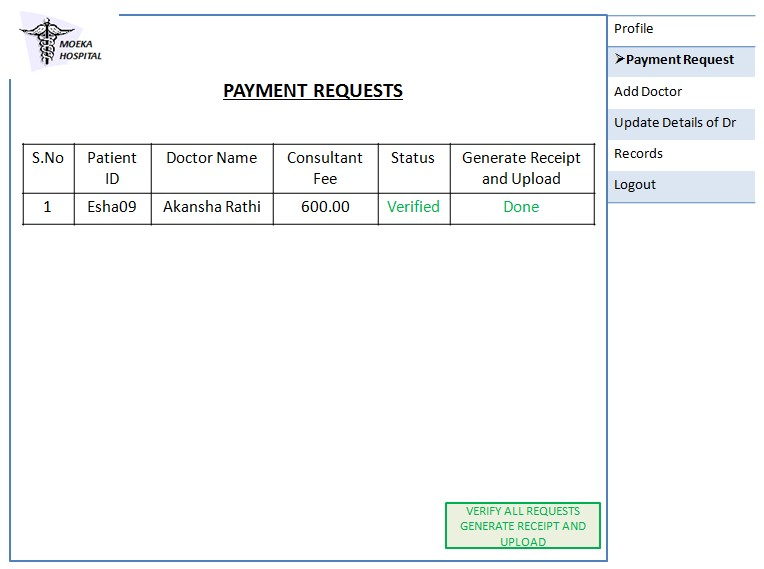 MOEKA
HOSPITAL
PAYMENT REQUESTS
S.No Patient ID Doctor Name Consultant Fee Status Generate Receipt and Upload
1 Esha09 Akansha Rathi 600.00 Verified Done
VERIFY ALL REQUESTS
GENERATE RECEIPT AND
UPLOAD
Profile
➢Payment Request
Add Doctor
Update Details of Dr
Records
Logout